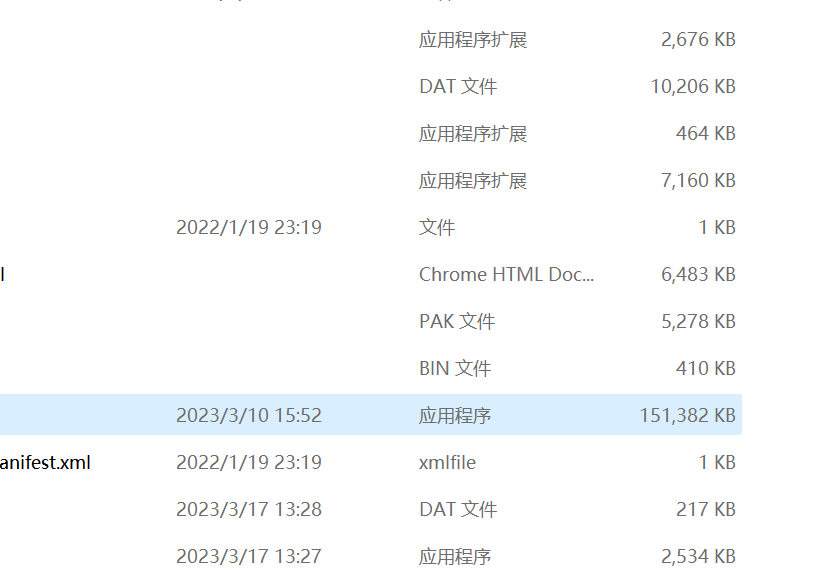 应用程序扩展 2,676 KB
DAT 文件 10,206 KB
应用程序扩展 464 KB
应用程序扩展 7,160 KB
2022/1/19 23:19 文件 1 KB
l Chrome HTML Doc... 6,483 KB
PAK 文件 5,278 KB
BIN 文件 410 KB
2023/3/10 15:52 应用程序 151,382 KB
anifest.xml 2022/1/19 23:19 xmlfile 1 KB
2023/3/17 13:28 DAT 文件 217 KB
2023/3/17 13:27 应用程序 2,534 KB